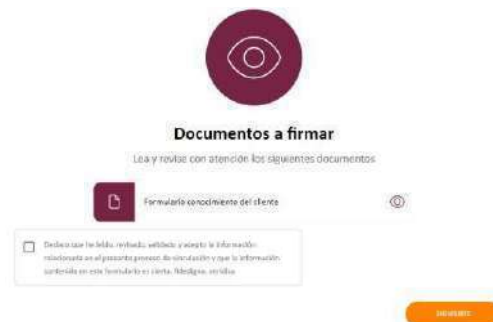 Documentos a firmar
Lea y revise con atención los siguientes documentos
Formulario conocimiento del cliente
Declaro que he leído, revisado, validado y acepto la información
relacionada en el presente proceso de vinculación y que la información
contenida en este formulario es cierta, fidedigna,
SIGUIENTE